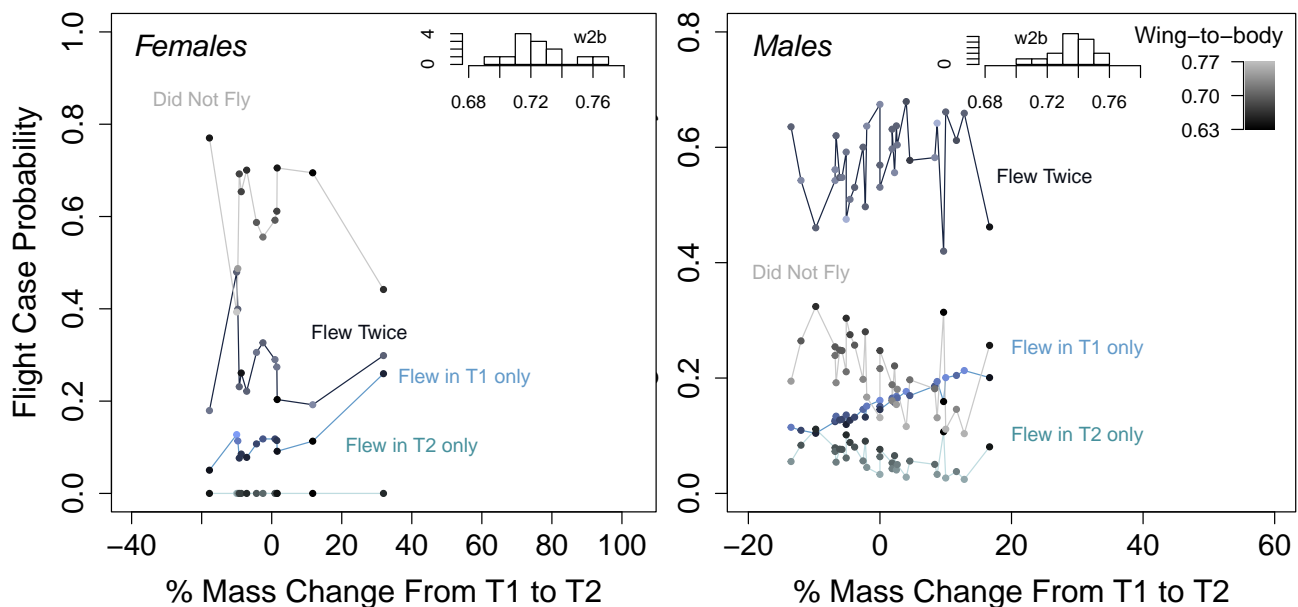 Females
Did Not Fly
Flew Twice
Flew in T1 only
Flew in T2 only
w2b
0 4
0.68 0.72 0.76
Flight Case Probability
0.0 0.2 0.4 0.6 0.8 1.0
−40 0 20 40 60 80 100
% Mass Change From T1 to T2
Males
w2b
0
0.68 0.72 0.76
Wing−to−body
0.77
0.70
0.63
Flew Twice
Did Not Fly
Flew in T1 only
Flew in T2 only
0.0 0.2 0.4 0.6 0.8
−20 0 20 40 60
% Mass Change From T1 to T2